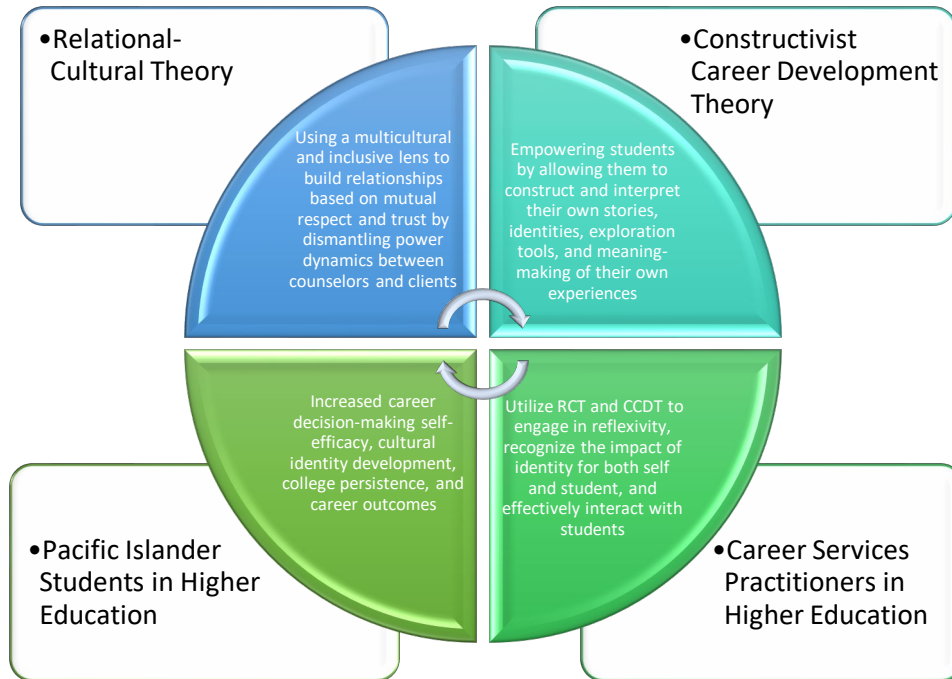 •Relational-
Cultural Theory
•Constructivist
Career Development
Theory
Using a multicultural
and inclusive lens to
build relationships
based on mutual
respect and trust by
dismantling power
dynamics between
counselors and clients
Empowering students
by allowing them to
construct and interpret
their own stories,
identities, exploration
tools, and meaning-
making of their own
experiences
Increased career
decision-making self-
efficacy, cultural
identity development,
college persistence, and
career outcomes
Utilize RCT and CCDT to
engage in reflexivity,
recognize the impact of
identity for both self
and student, and
effectively interact with
students
•Pacific Islander
Students in Higher
Education
•Career Services
Practitioners in
Higher Education